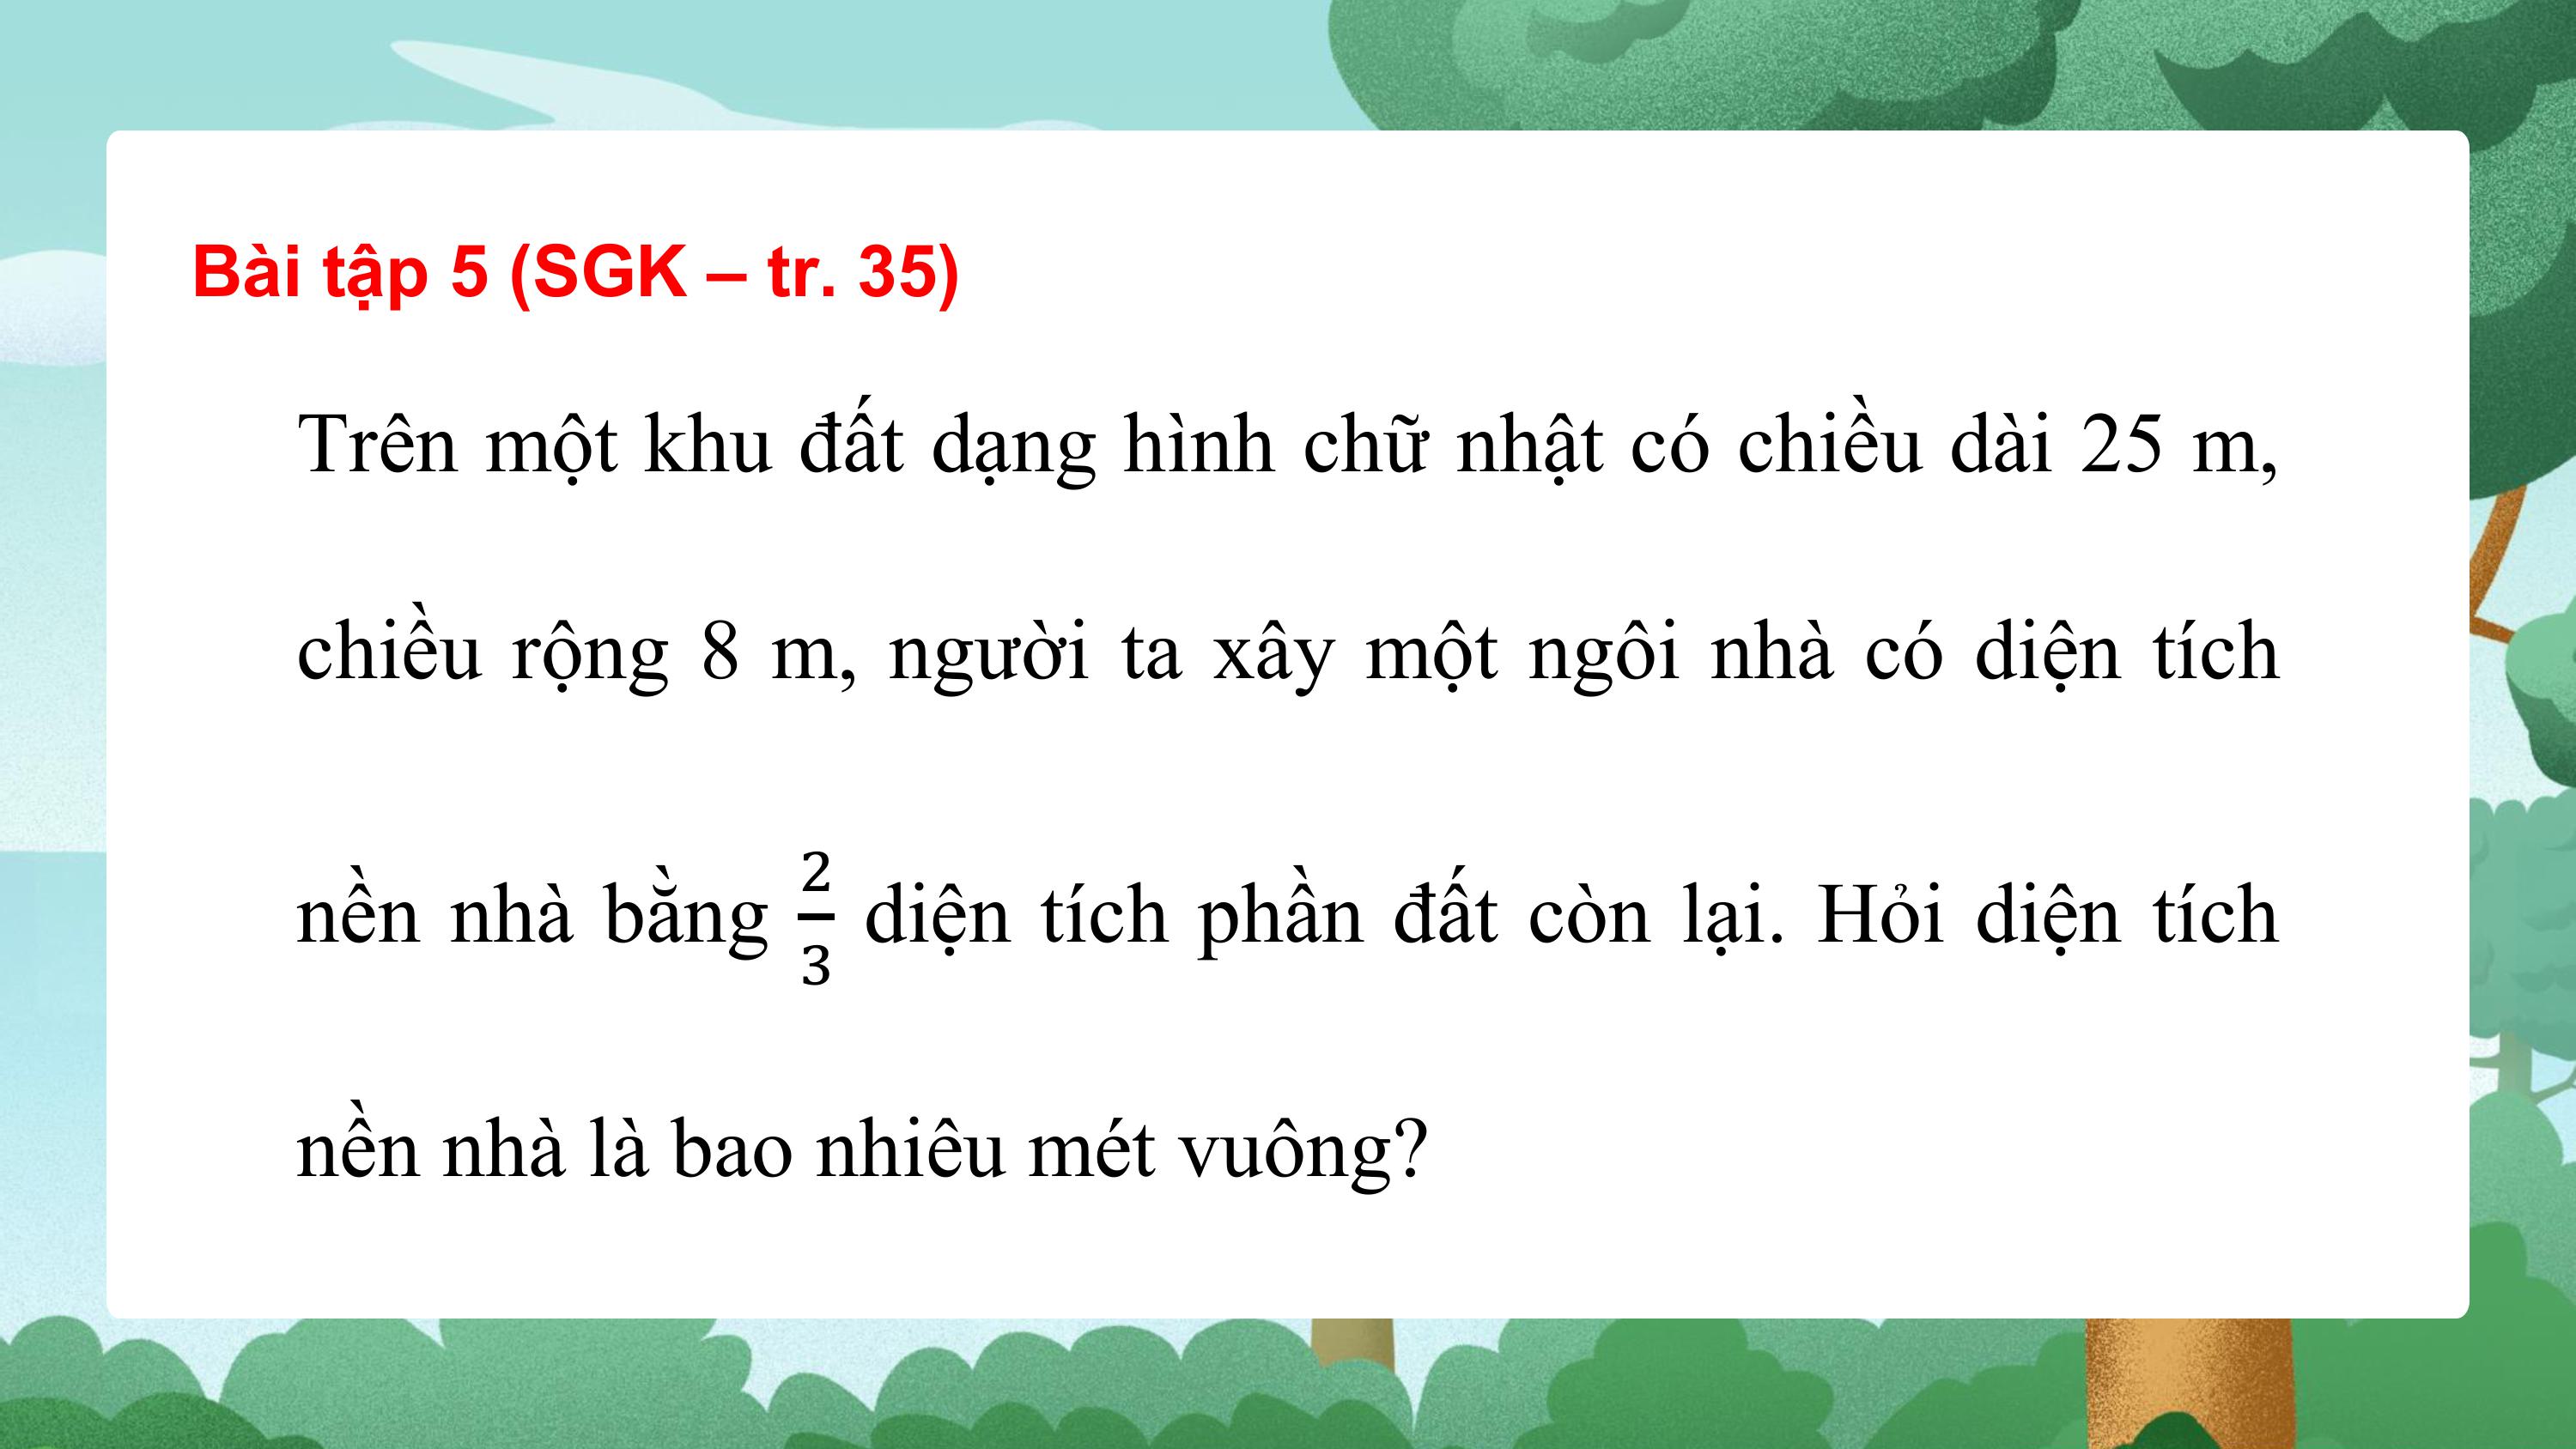 Bài tập 5 (SGK – tr. 35)
Trên một khu đất dạng hình chữ nhật có chiều dài 25 m,
chiều rộng 8 m, người ta xây một ngôi nhà có diện tích
nền nhà bằng 2/3 diện tích phần đất còn lại. Hỏi diện tích
nền nhà là bao nhiêu mét vuông?